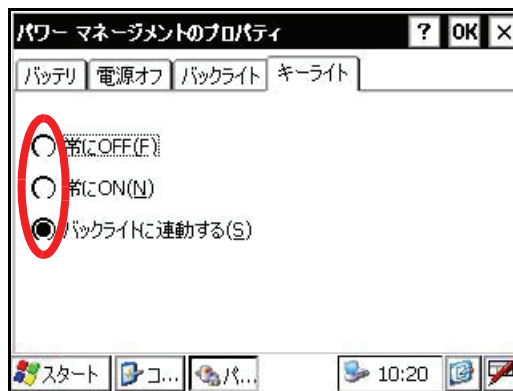 パワー マネージメントのプロパティ ? OK ×
バッテリ 電源オフ バックライト キーライト
常にOFF(F)
常にON(N)
バックライトに連動する(S)
スタート コ... パ... 10:20